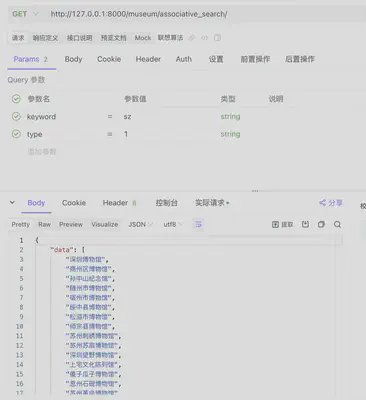 GET http://127.0.0.1:8000/museum/associative_search/
请求 响应定义 接口说明 预览文档 Mock 联想算法
Params 2 Body Cookie Header Auth 设置 前置操作 后置操作
Query 参数
参数名 参数值 类型 说明
keyword = sz string
type = 1 string
添加参数
Body Cookie Header 8 控制台 实际请求 分享
Pretty Raw Preview Visualize JSON utf8 提取
1 {
2 "data": [
3 "深圳博物馆",
4 "随州区博物馆",
5 "孙中山纪念馆",
6 "随州市博物馆",
7 "宿州市博物馆",
8 "绥中县博物馆",
9 "松滋市博物馆",
10 "师宗县博物馆",
11 "苏州刺绣博物馆",
12 "苏州苏扇博物馆",
13 "深圳望野博物馆",
14 "上宅文化陈列馆",
15 "傻子瓜子博物馆",
16 "思州石砚博物馆",
17 "苏州革命博物馆",